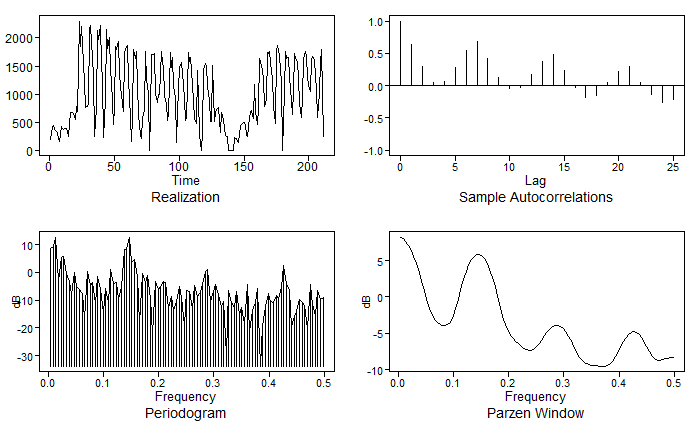 2000
1500
1000
500
0
0 50 100 150 200
Time
Realization
1.0
0.5
0.0
-0.5
-1.0
0 5 10 15 20 25
Lag
Sample Autocorrelations
10
0
-10
-20
-30
dB
0.0 0.1 0.2 0.3 0.4 0.5
Frequency
Periodogram
5
0
-5
-10
dB
0.0 0.1 0.2 0.3 0.4 0.5
Frequency
Parzen Window